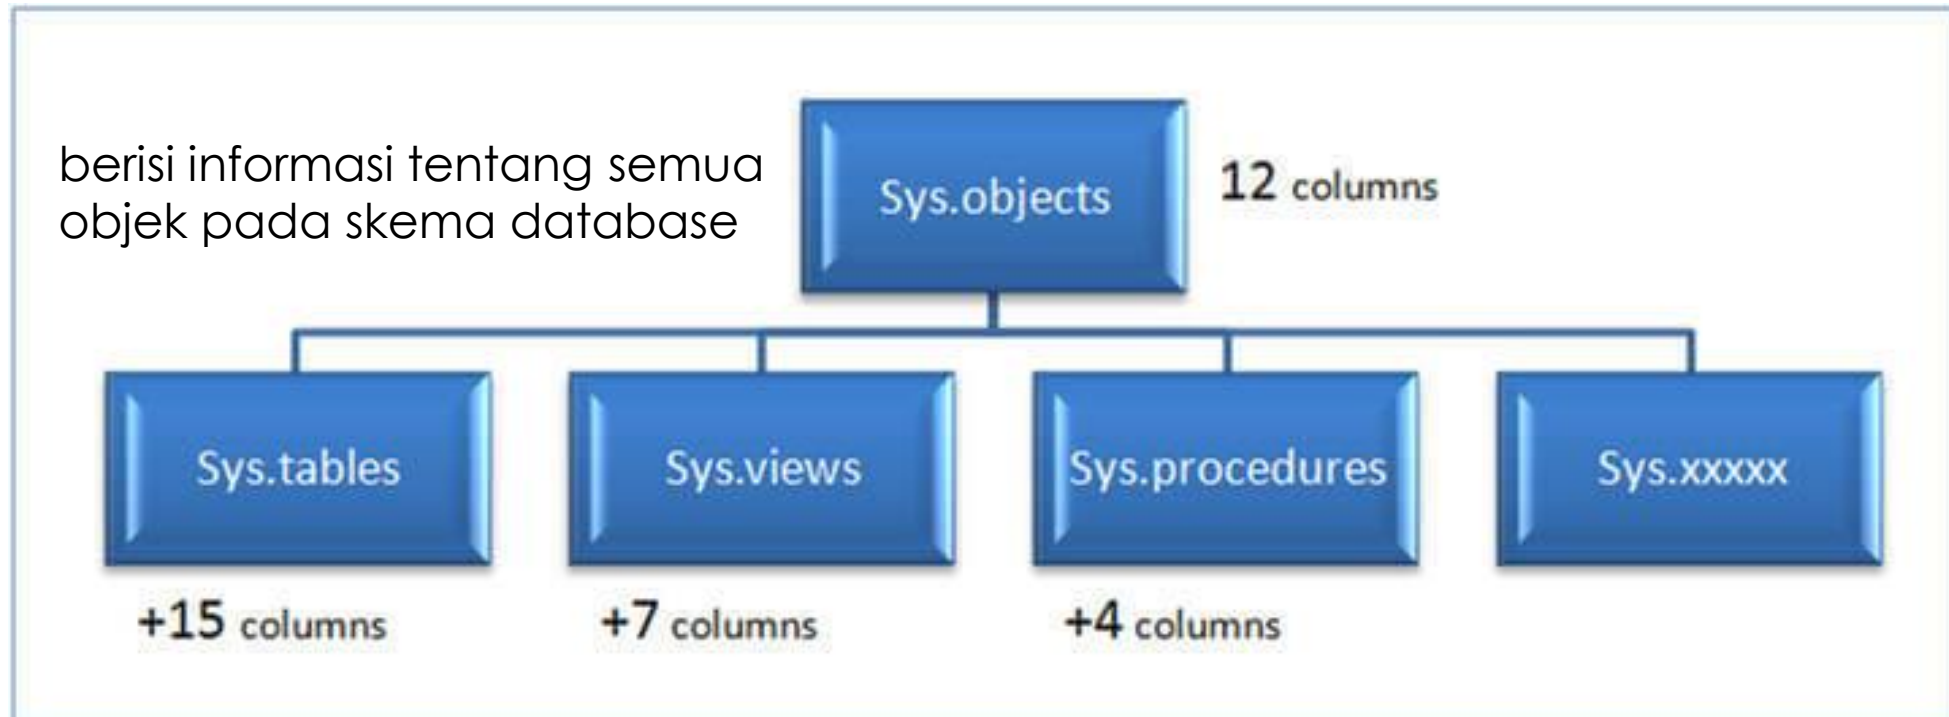 berisi informasi tentang semua
objek pada skema database
Sys.objects
12 columns
Sys.tables
Sys.views
Sys.procedures
Sys.xxxxx
+15 columns
+7 columns
+4 columns